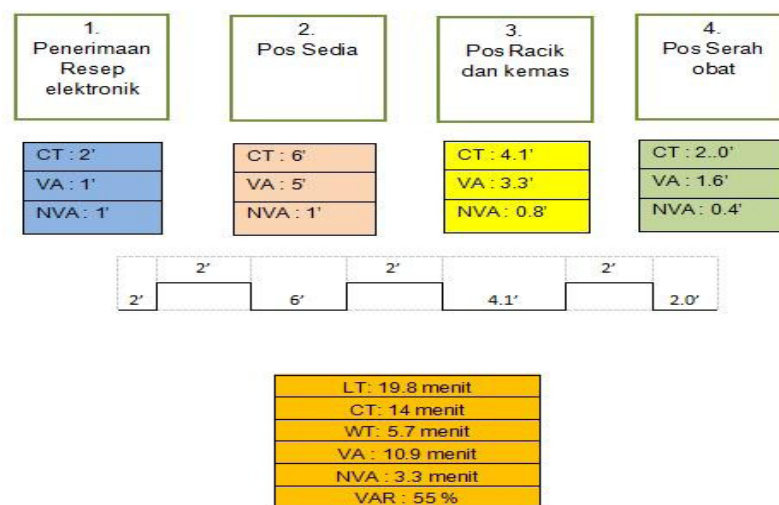 1.
Penerimaan
Resep
elektronik
2.
Pos Sedia
3.
Pos Racik
dan kemas
4.
Pos Serah
obat
CT : 2'
VA : 1'
NVA : 1'
CT : 6'
VA : 5'
NVA : 1'
CT : 4.1'
VA : 3.3'
NVA : 0.8'
CT : 2..0'
VA : 1.6'
NVA : 0.4'
2' 2' 2'
2' 6' 4.1' 2.0'
LT: 19.8 menit
CT: 14 menit
WT: 5.7 menit
VA : 10.9 menit
NVA : 3.3 menit
VAR : 55 %